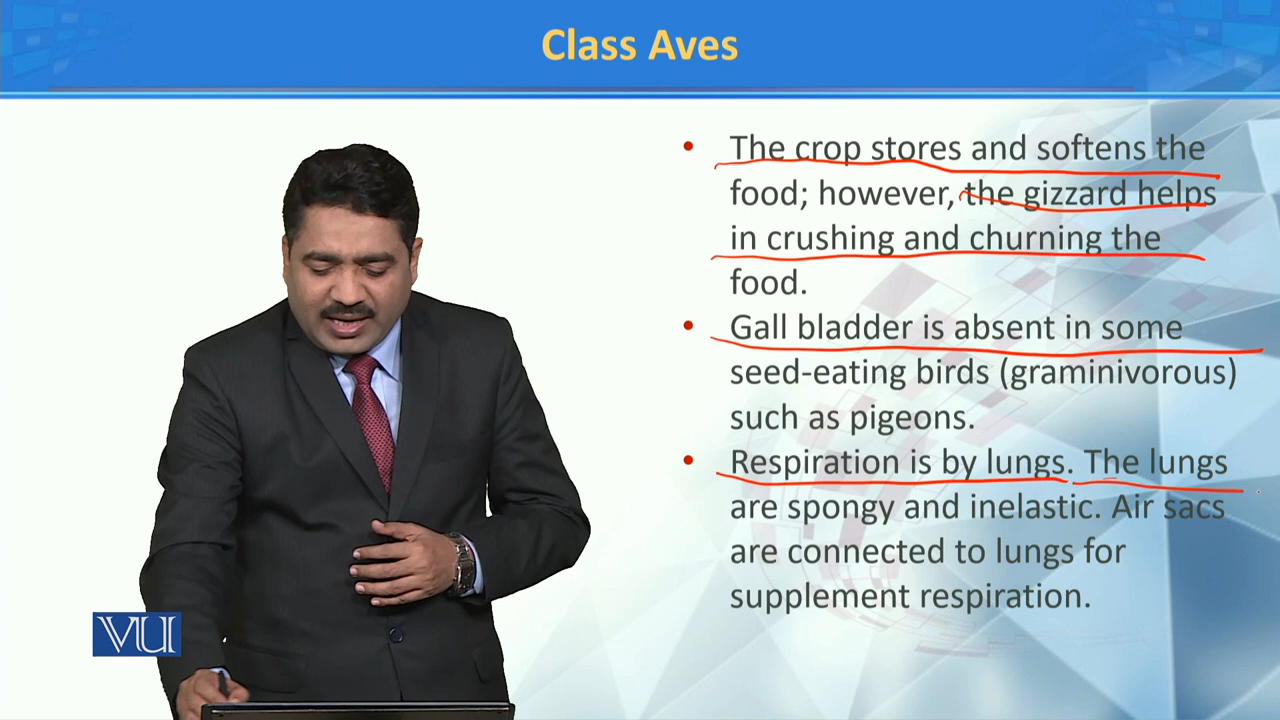 Class Aves
• The crop stores and softens the
food; however, the gizzard helps
in crushing and churning the
food.
• Gall bladder is absent in some
seed-eating birds (graminivorous)
such as pigeons.
• Respiration is by lungs. The lungs
are spongy and inelastic. Air sacs
are connected to lungs for
supplement respiration.
VU